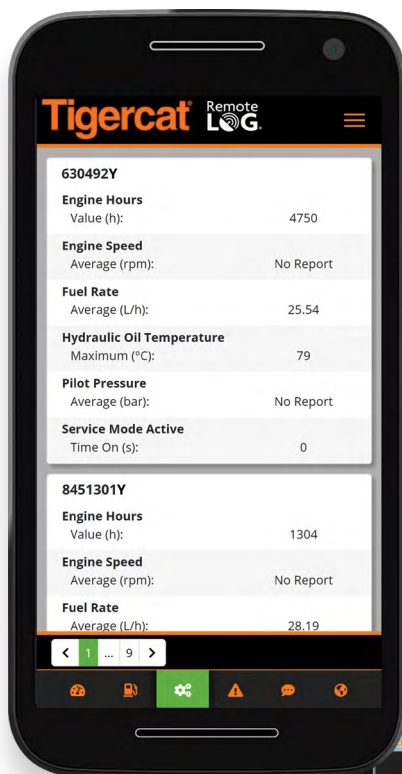 Tigercat Remote LOG
630492Y
Engine Hours
Value (h): 4750
Engine Speed
Average (rpm): No Report
Fuel Rate
Average (L/h): 25.54
Hydraulic Oil Temperature
Maximum (°C): 79
Pilot Pressure
Average (bar): No Report
Service Mode Active
Time On (s): 0
8451301Y
Engine Hours
Value (h): 1304
Engine Speed
Average (rpm): No Report
Fuel Rate
Average (L/h): 28.19
1 ... 9